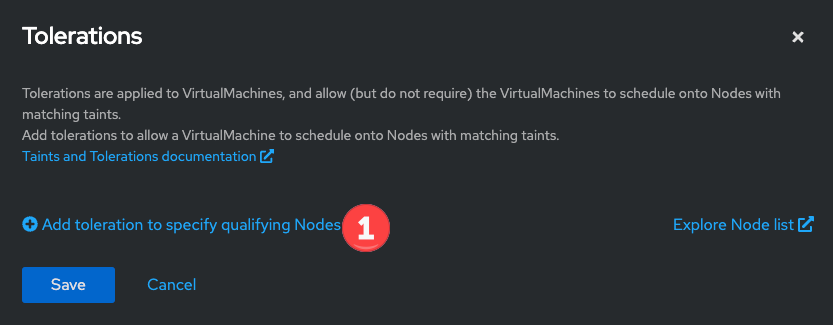 Tolerations
Tolerations are applied to VirtualMachines, and allow (but do not require) the VirtualMachines to schedule onto Nodes with
matching taints.
Add tolerations to allow a VirtualMachine to schedule onto Nodes with matching taints.
Taints and Tolerations documentation
Add toleration to specify qualifying Nodes 1 Explore Node list
Save Cancel